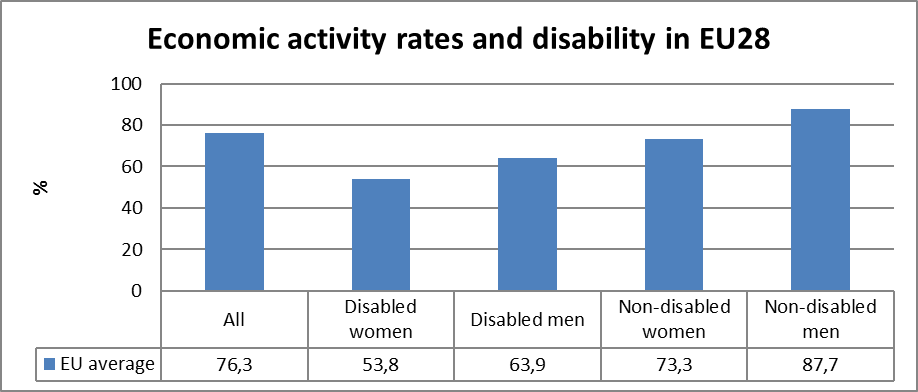 Economic activity rates and disability in EU28
100
80
60
40
20
0
%
All
Disabled
women
Disabled men
Non-disabled
women
Non-disabled
men
EU average 76,3 53,8 63,9 73,3 87,7